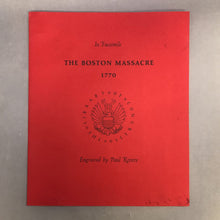 In Facsimile
THE BOSTON MASSACRE
1770
Engraved by Paul Revere